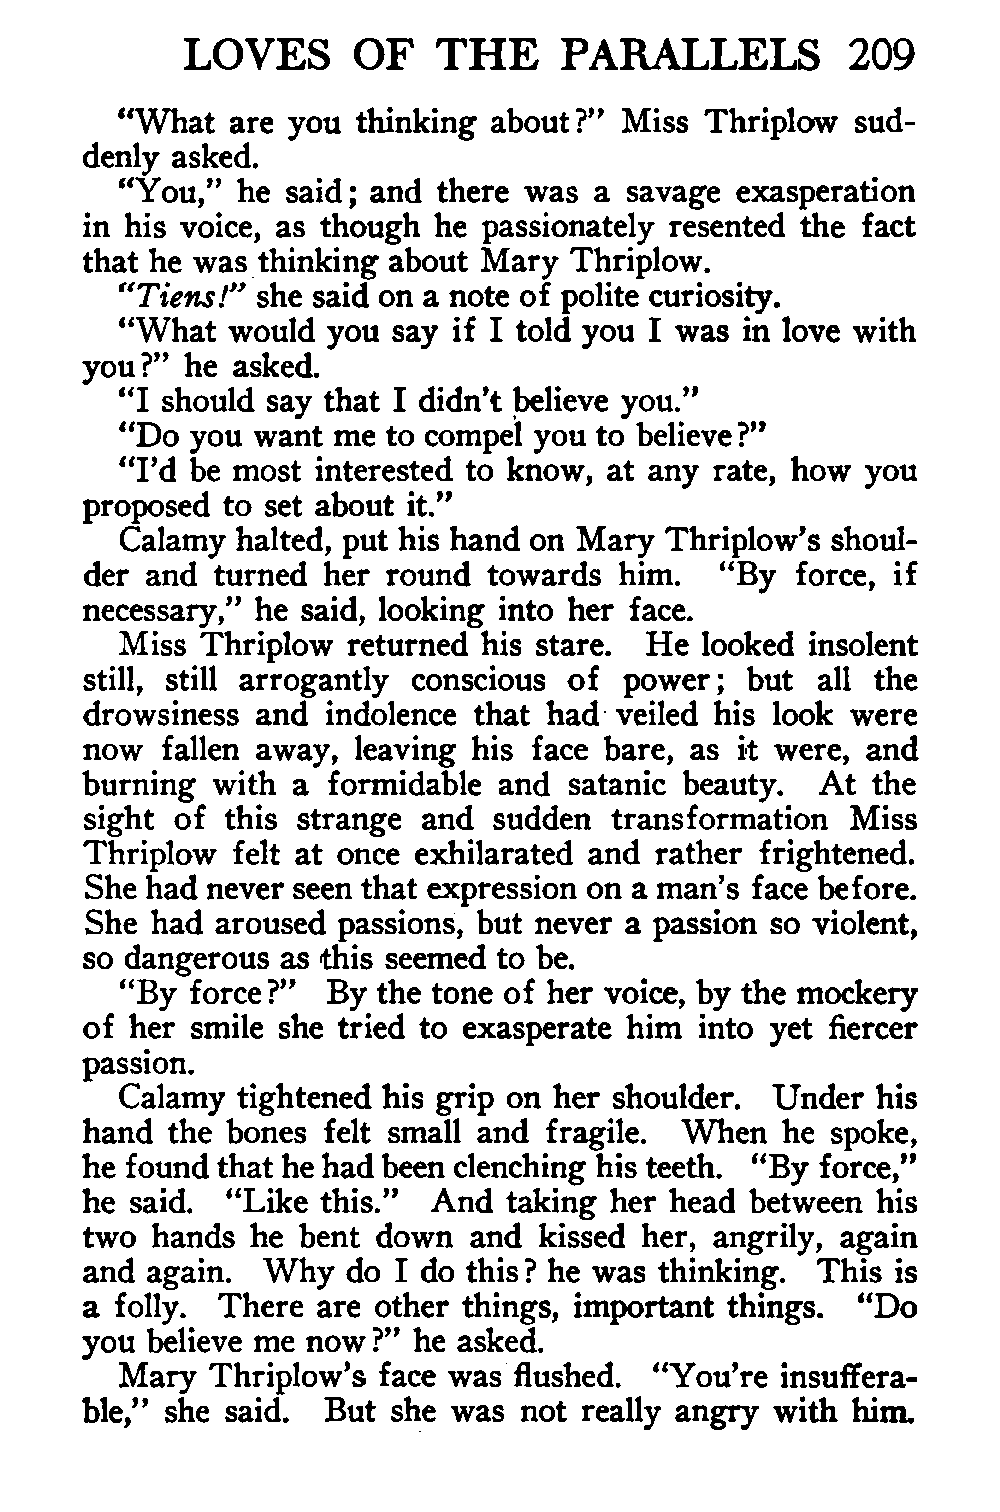 LOVES OF THE PARALLELS 209
“What are you thinking about?” Miss Thriplow sud-
denly asked.
“You,” he said; and there was a savage exasperation
in his voice, as though he passionately resented the fact
that he was thinking about Mary Thriplow.
“Tiens!” she said on a note of polite curiosity.
“What would you say if I told you I was in love with
you?” he asked.
“I should say that I didn’t believe you.”
“Do you want me to compel you to believe?”
“I’d be most interested to know, at any rate, how you
proposed to set about it.”
Calamy halted, put his hand on Mary Thriplow’s shoul-
der and turned her round towards him. “By force, if
necessary,” he said, looking into her face.
Miss Thriplow returned his stare. He looked insolent
still, still arrogantly conscious of power; but all the
drowsiness and indolence that had veiled his look were
now fallen away, leaving his face bare, as it were, and
burning with a formidable and satanic beauty. At the
sight of this strange and sudden transformation Miss
Thriplow felt at once exhilarated and rather frightened.
She had never seen that expression on a man’s face before.
She had aroused passions, but never a passion so violent,
so dangerous as this seemed to be.
“By force?” By the tone of her voice, by the mockery
of her smile she tried to exasperate him into yet fiercer
passion.
Calamy tightened his grip on her shoulder. Under his
hand the bones felt small and fragile. When he spoke,
he found that he had been clenching his teeth. “By force,”
he said. “Like this.” And taking her head between his
two hands he bent down and kissed her, angrily, again
and again. Why do I do this? he was thinking. This is
a folly. There are other things, important things. “Do
you believe me now?” he asked.
Mary Thriplow’s face was flushed. “You’re insuffera-
ble,” she said. But she was not really angry with him.